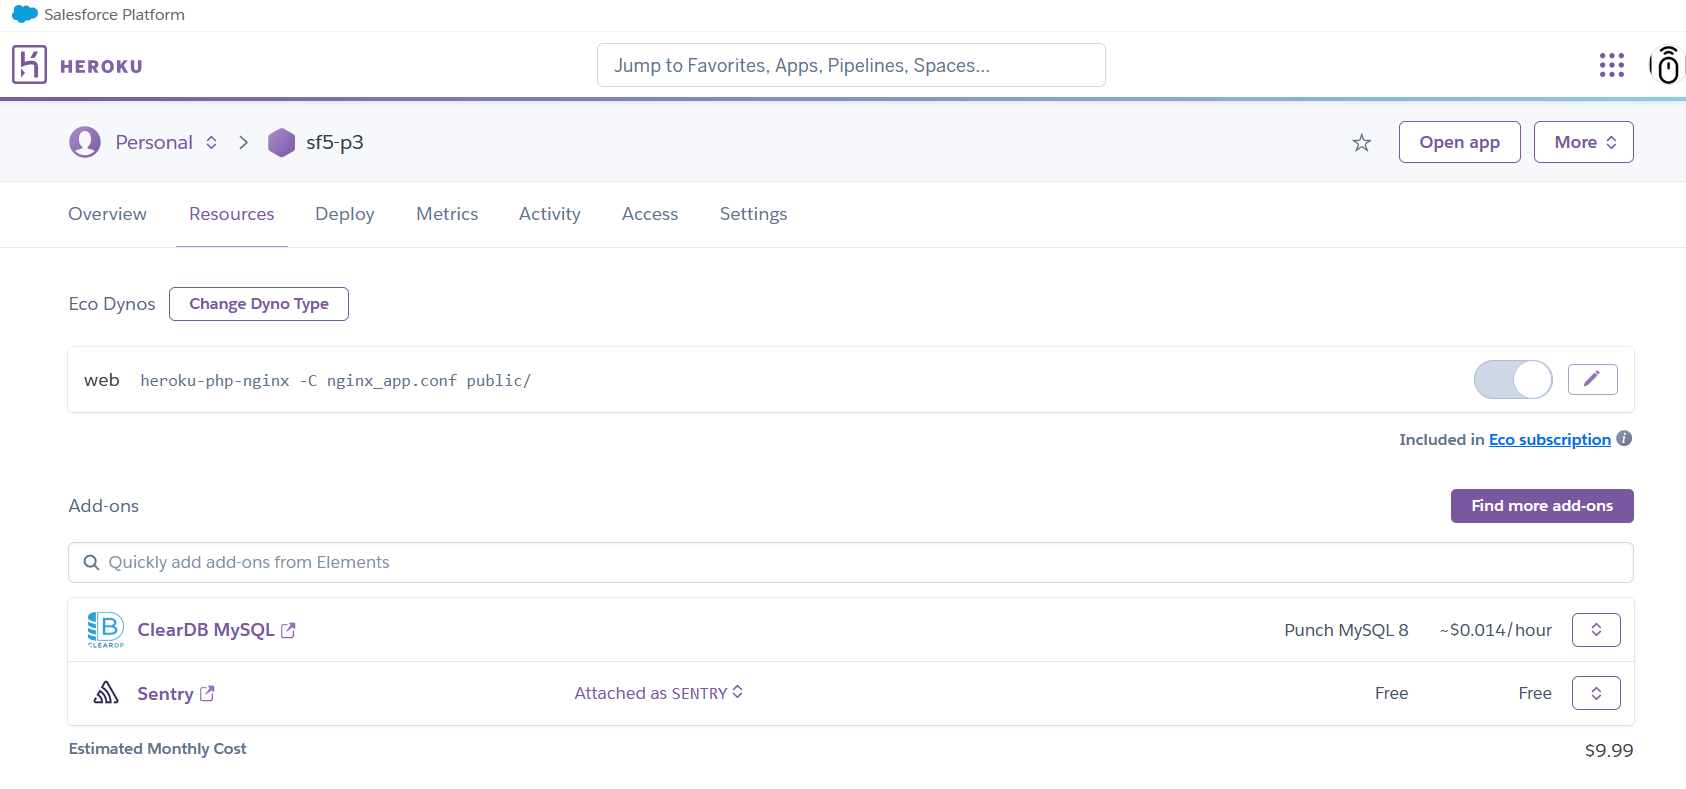 Salesforce Platform
HEROKU
Jump to Favorites, Apps, Pipelines, Spaces...
Personal
sf5-p3
Open app
More
Overview
Resources
Deploy
Metrics
Activity
Access
Settings
Eco Dynos
Change Dyno Type
web heroku-php-nginx -C nginx_app.conf public/
Included in Eco subscription
Add-ons
Find more add-ons
Quickly add add-ons from Elements
B
CLEARDB
ClearDB MySQL
Punch MySQL 8
~$0.014/hour
Sentry
Attached as SENTRY
Free
Free
Estimated Monthly Cost
$9.99